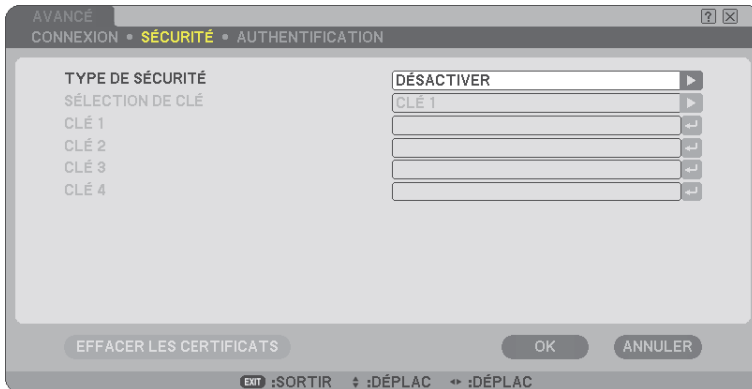 AVANCÉ
CONNEXION • SÉCURITÉ • AUTHENTIFICATION
TYPE DE SÉCURITÉ DÉSACTIVER
SÉLECTION DE CLÉ CLÉ 1
CLÉ 1
CLÉ 2
CLÉ 3
CLÉ 4
EFFACER LES CERTIFICATS OK ANNULER
EXIT :SORTIR :DÉPLAC :DÉPLAC